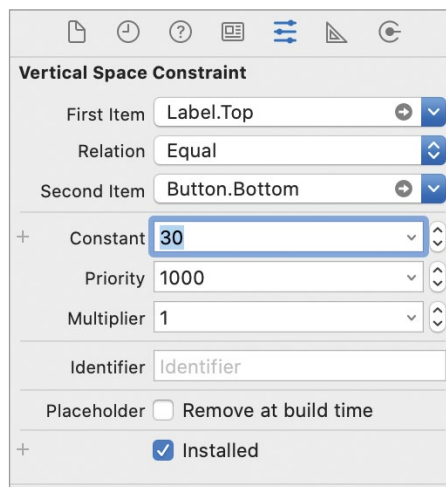 Vertical Space Constraint
First Item Label.Top
Relation Equal
Second Item Button.Bottom
+ Constant 30
Priority 1000
Multiplier 1
Identifier Identifier
Placeholder Remove at build time
+ Installed